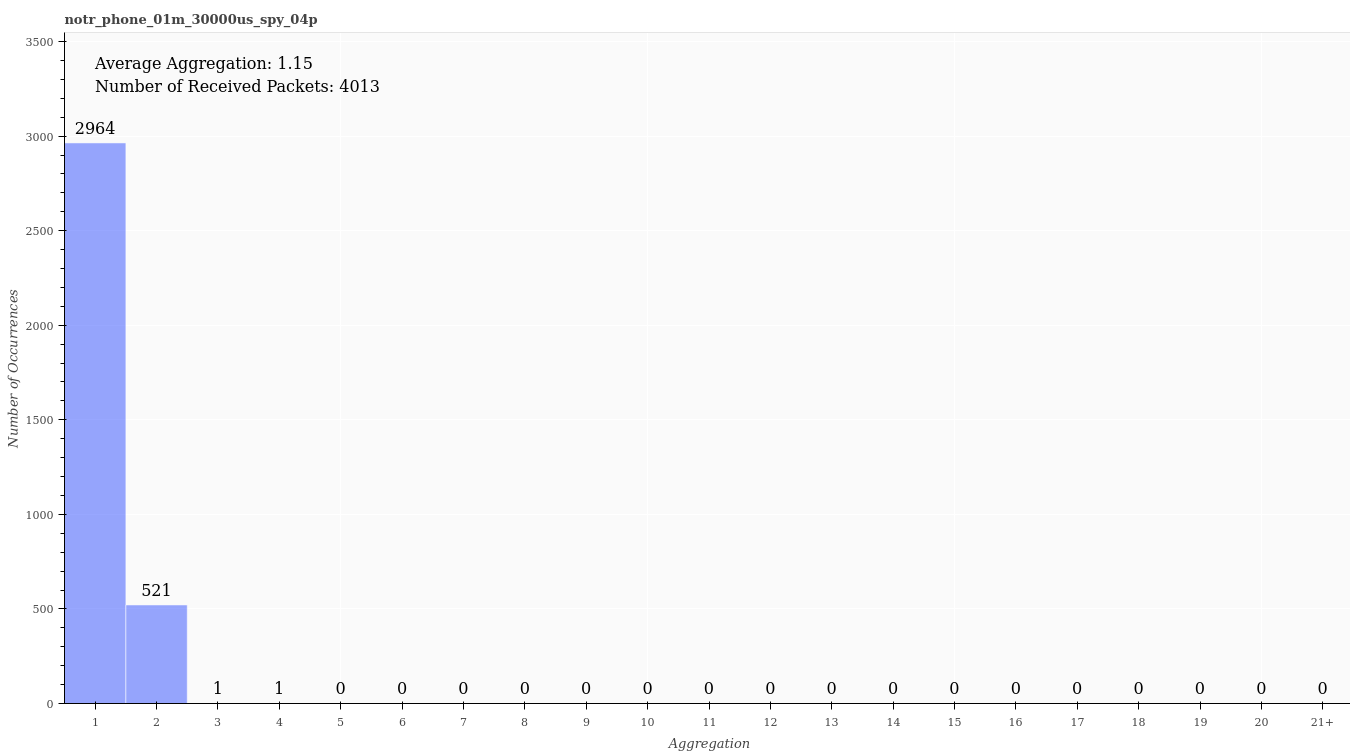 notr_phone_01m_30000us_spy_04p
3500
Average Aggregation: 1.15
Number of Received Packets: 4013
3000
2964
2500
2000
Number of Occurrences
1500
1000
521
500
1 1 0 0 0 0 0 0 0 0 0 0 0 0 0 0 0 0 0
0
1 2 3 4 5 6 7 8 9 10 11 12 13 14 15 16 17 18 19 20 21+
Aggregation